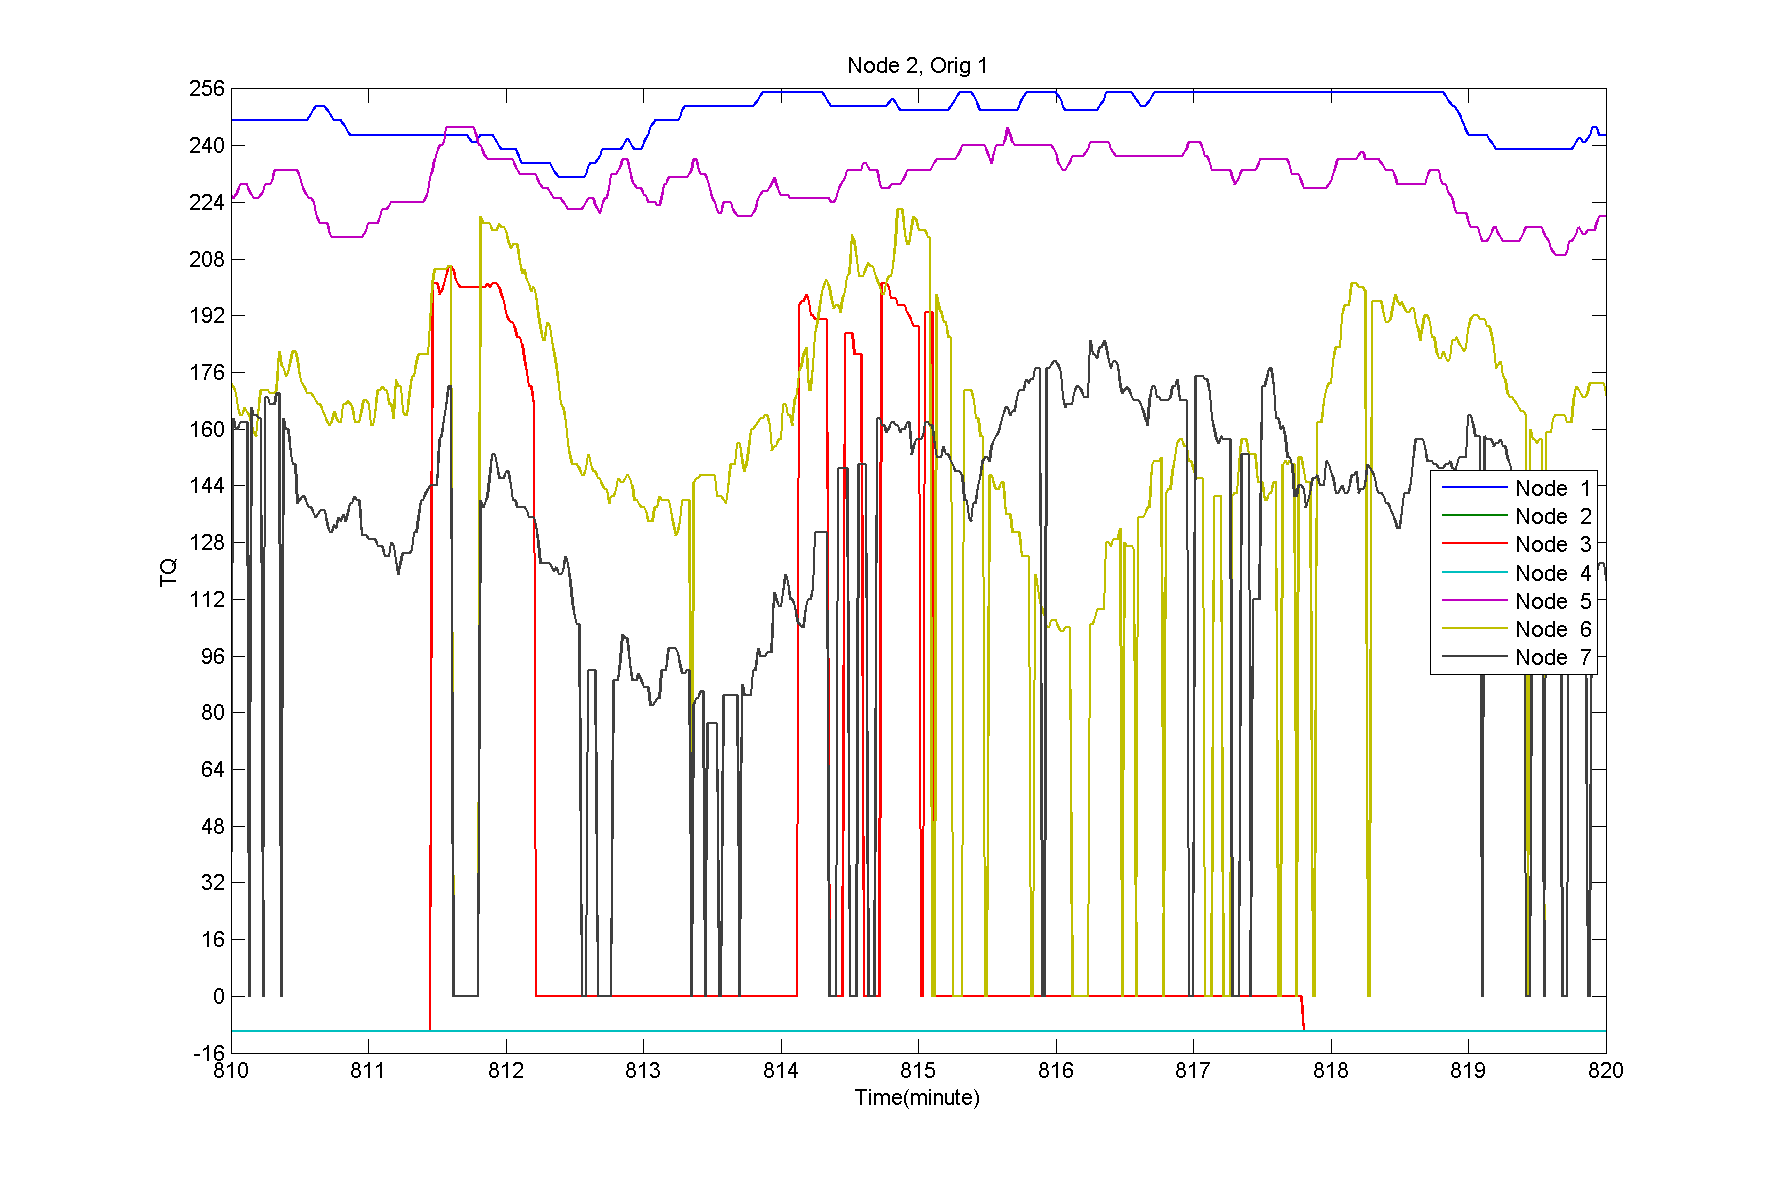 Node 2, Orig 1
256
240
224
208
192
176
160
144
128
112
96
80
64
48
32
16
0
-16
TQ
Node 1
Node 2
Node 3
Node 4
Node 5
Node 6
Node 7
810 811 812 813 814 815 816 817 818 819 820
Time(minute)